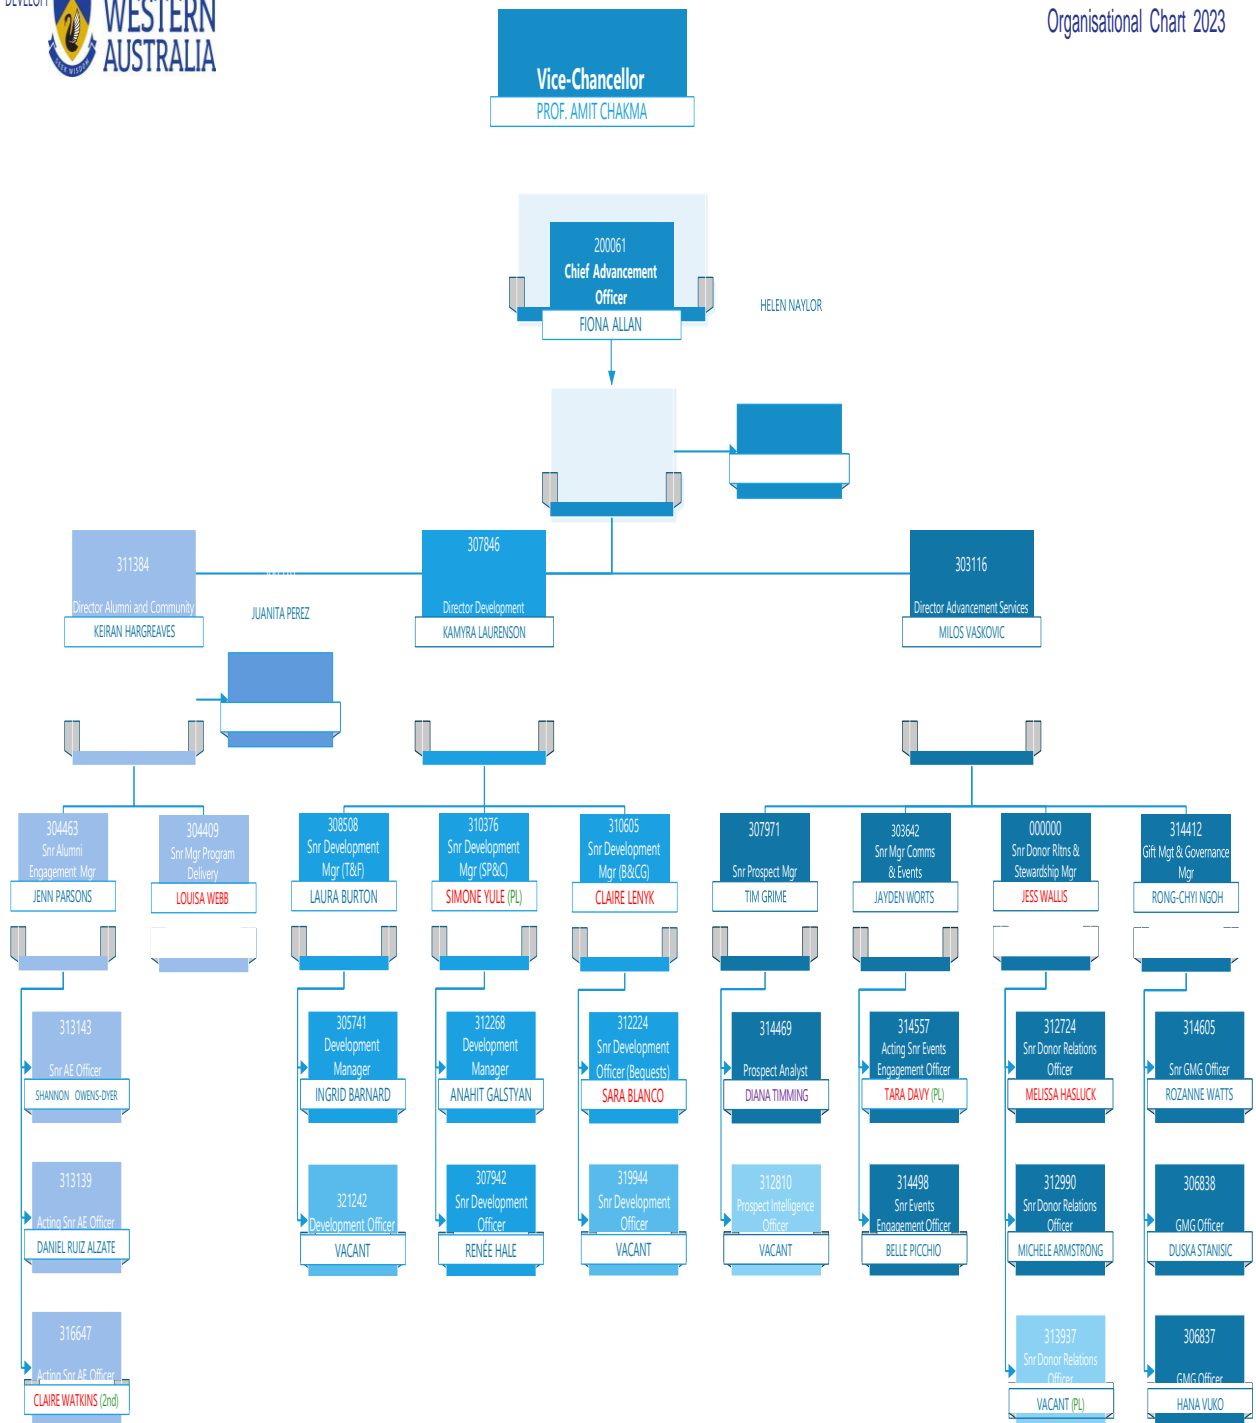 WESTERN
AUSTRALIA
SEEK WISDOM
Organisational Chart 2023
Vice-Chancellor
PROF. AMIT CHAKMA
200061
Chief Advancement
Officer
FIONA ALLAN
HELEN NAYLOR
311384
Director Alumni and Community
KEIRAN HARGREAVES
JUANITA PEREZ
307846
Director Development
KAMYRA LAURENSON
303116
Director Advancement Services
MILOS VASKOVIC
304463
Snr Alumni
Engagement Mgr
JENN PARSONS
304409
Snr Mgr Program
Delivery
LOUISA WEBB
308508
Snr Development
Mgr (T&F)
LAURA BURTON
310376
Snr Development
Mgr (SP&C)
SIMONE YULE (PL)
310605
Snr Development
Mgr (B&CG)
CLAIRE LENYK
307971
Snr Prospect Mgr
TIM GRIME
303642
Snr Mgr Comms
& Events
JAYDEN WORTS
000000
Snr Donor Rltns &
Stewardship Mgr
JESS WALLIS
314412
Gift Mgt & Governance
Mgr
RONG-CHYI NGOH
313143
Snr AE Officer
SHANNON OWENS-DYER
305741
Development
Manager
INGRID BARNARD
312268
Development
Manager
ANAHIT GALSTYAN
312224
Snr Development
Officer (Bequests)
SARA BLANCO
314469
Prospect Analyst
DIANA TIMMING
314557
Acting Snr Events
Engagement Officer
TARA DAVY (PL)
312724
Snr Donor Relations
Officer
MELISSA HASLUCK
314605
Snr GMG Officer
ROZANNE WATTS
313139
Acting Snr AE Officer
DANIEL RUIZ ALZATE
321242
Development Officer
VACANT
307942
Snr Development
Officer
RENÉE HALE
319944
Snr Development
Officer
VACANT
312810
Prospect Intelligence
Officer
VACANT
314498
Snr Events
Engagement Officer
BELLE PICCHIO
312990
Snr Donor Relations
Officer
MICHELE ARMSTRONG
306838
GMG Officer
DUSKA STANISIC
316647
Acting Snr AE Officer
CLAIRE WATKINS (2nd)
313937
Snr Donor Relations
Officer
VACANT (PL)
306837
GMG Officer
HANA VUKO